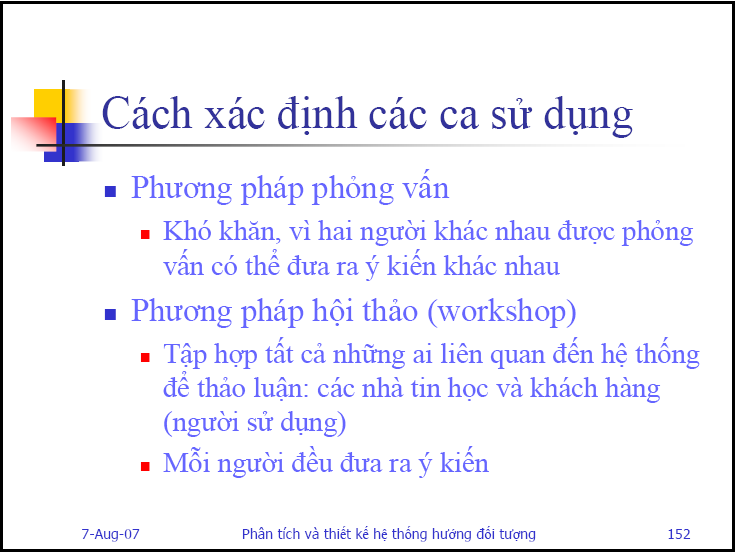 Cách xác định các ca sử dụng
Phương pháp phỏng vấn
Khó khăn, vì hai người khác nhau được phỏng
vấn có thể đưa ra ý kiến khác nhau
Phương pháp hội thảo (workshop)
Tập hợp tất cả những ai liên quan đến hệ thống
để thảo luận: các nhà tin học và khách hàng
(người sử dụng)
Mỗi người đều đưa ra ý kiến
7-Aug-07 Phân tích và thiết kế hệ thống hướng đối tượng 152